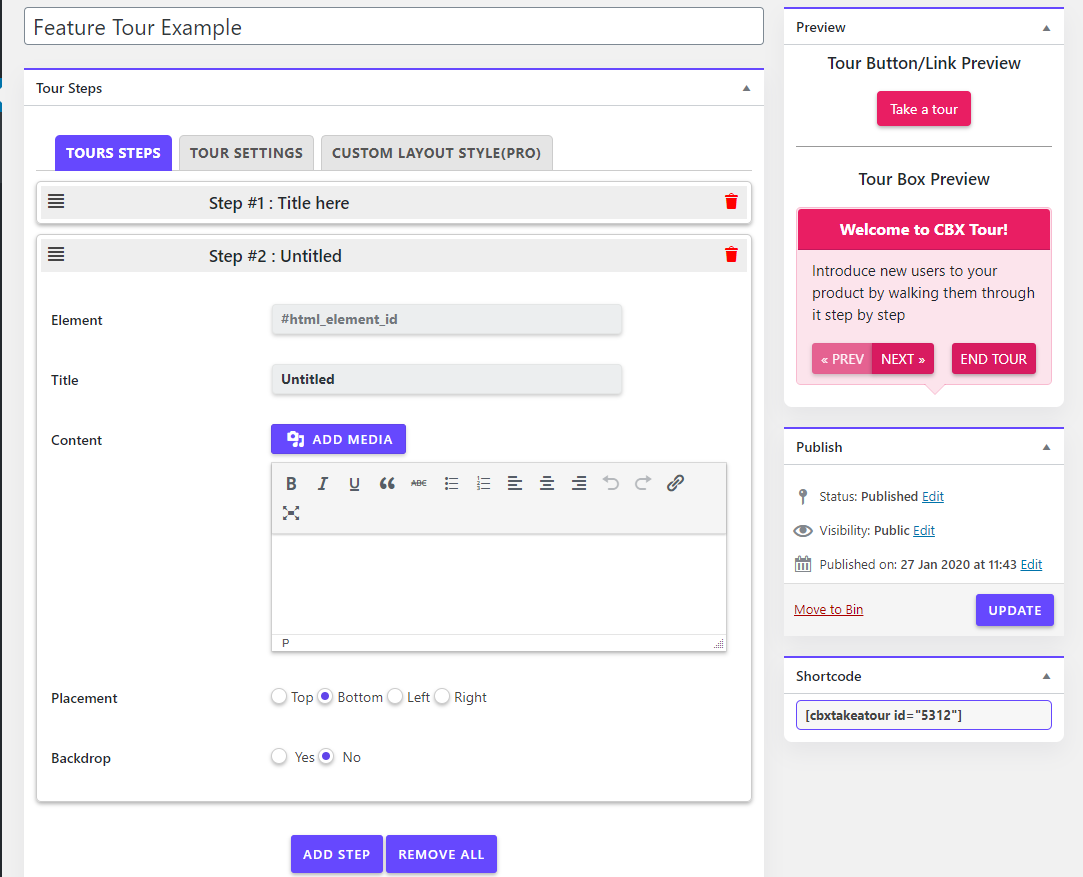 Feature Tour Example
Tour Steps
TOURS STEPS
TOUR SETTINGS
CUSTOM LAYOUT STYLE(PRO)
Step #1 : Title here
Step #2 : Untitled
Element
#html_element_id
Title
Untitled
Content
ADD MEDIA
B I U ABC
P
Placement
Top Bottom Left Right
Backdrop
Yes No
ADD STEP
REMOVE ALL
Preview
Tour Button/Link Preview
Take a tour
Tour Box Preview
Welcome to CBX Tour!
Introduce new users to your
product by walking them through
it step by step
« PREV NEXT » END TOUR
Publish
Status: Published Edit
Visibility: Public Edit
Published on: 27 Jan 2020 at 11:43 Edit
Move to Bin
UPDATE
Shortcode
[cbxtakeatour id="5312"]